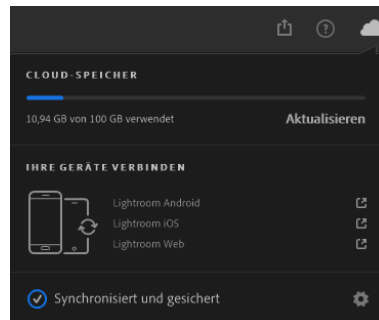 CLOUD-SPEICHER
10,94 GB von 100 GB verwendet Aktualisieren
IHRE GERÄTE VERBINDEN
Lightroom Android
Lightroom iOS
Lightroom Web
Synchronisiert und gesichert